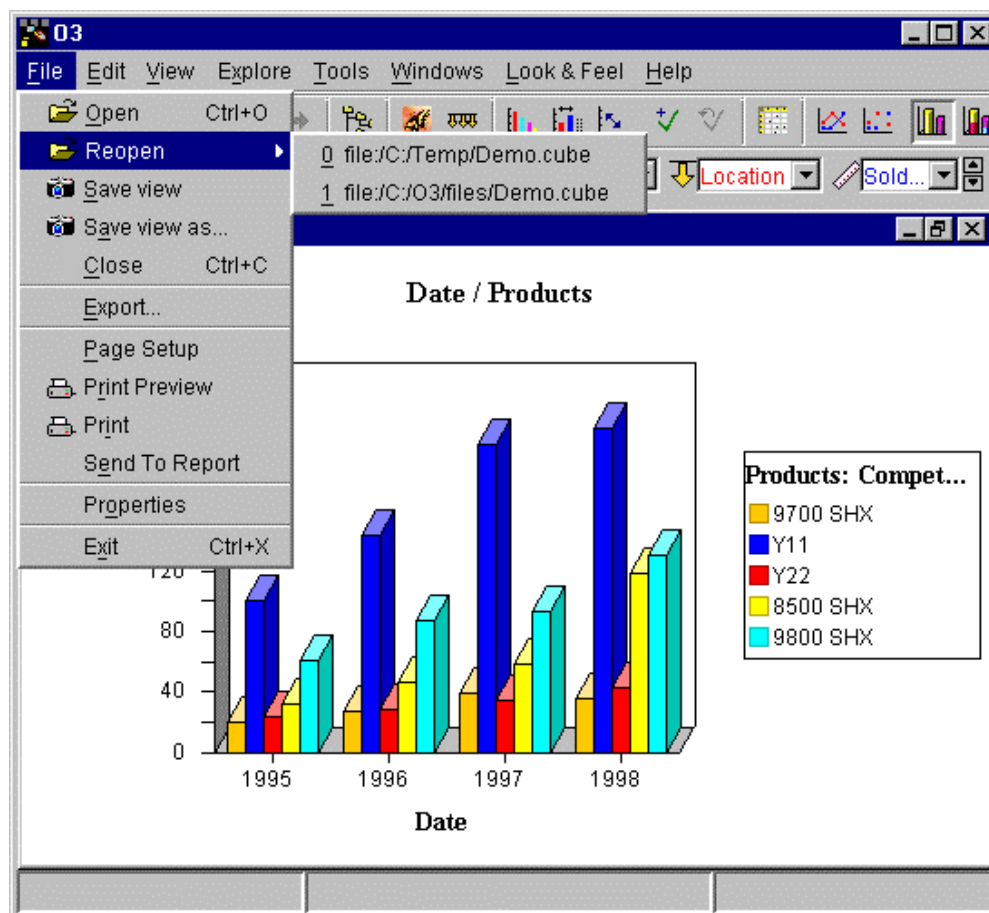 O3
File Edit View Explore Tools Windows Look & Feel Help
Open Ctrl+O
Reopen
0 file:/C:/Temp/Demo.cube
1 file:/C:/O3/files/Demo.cube
Location Sold...
Save view
Save view as...
Close Ctrl+C
Export...
Page Setup
Print Preview
Print
Send To Report
Properties
Exit Ctrl+X
Date / Products
120
80
40
0
1995 1996 1997 1998
Date
Products: Compet...
9700 SHX
Y11
Y22
8500 SHX
9800 SHX